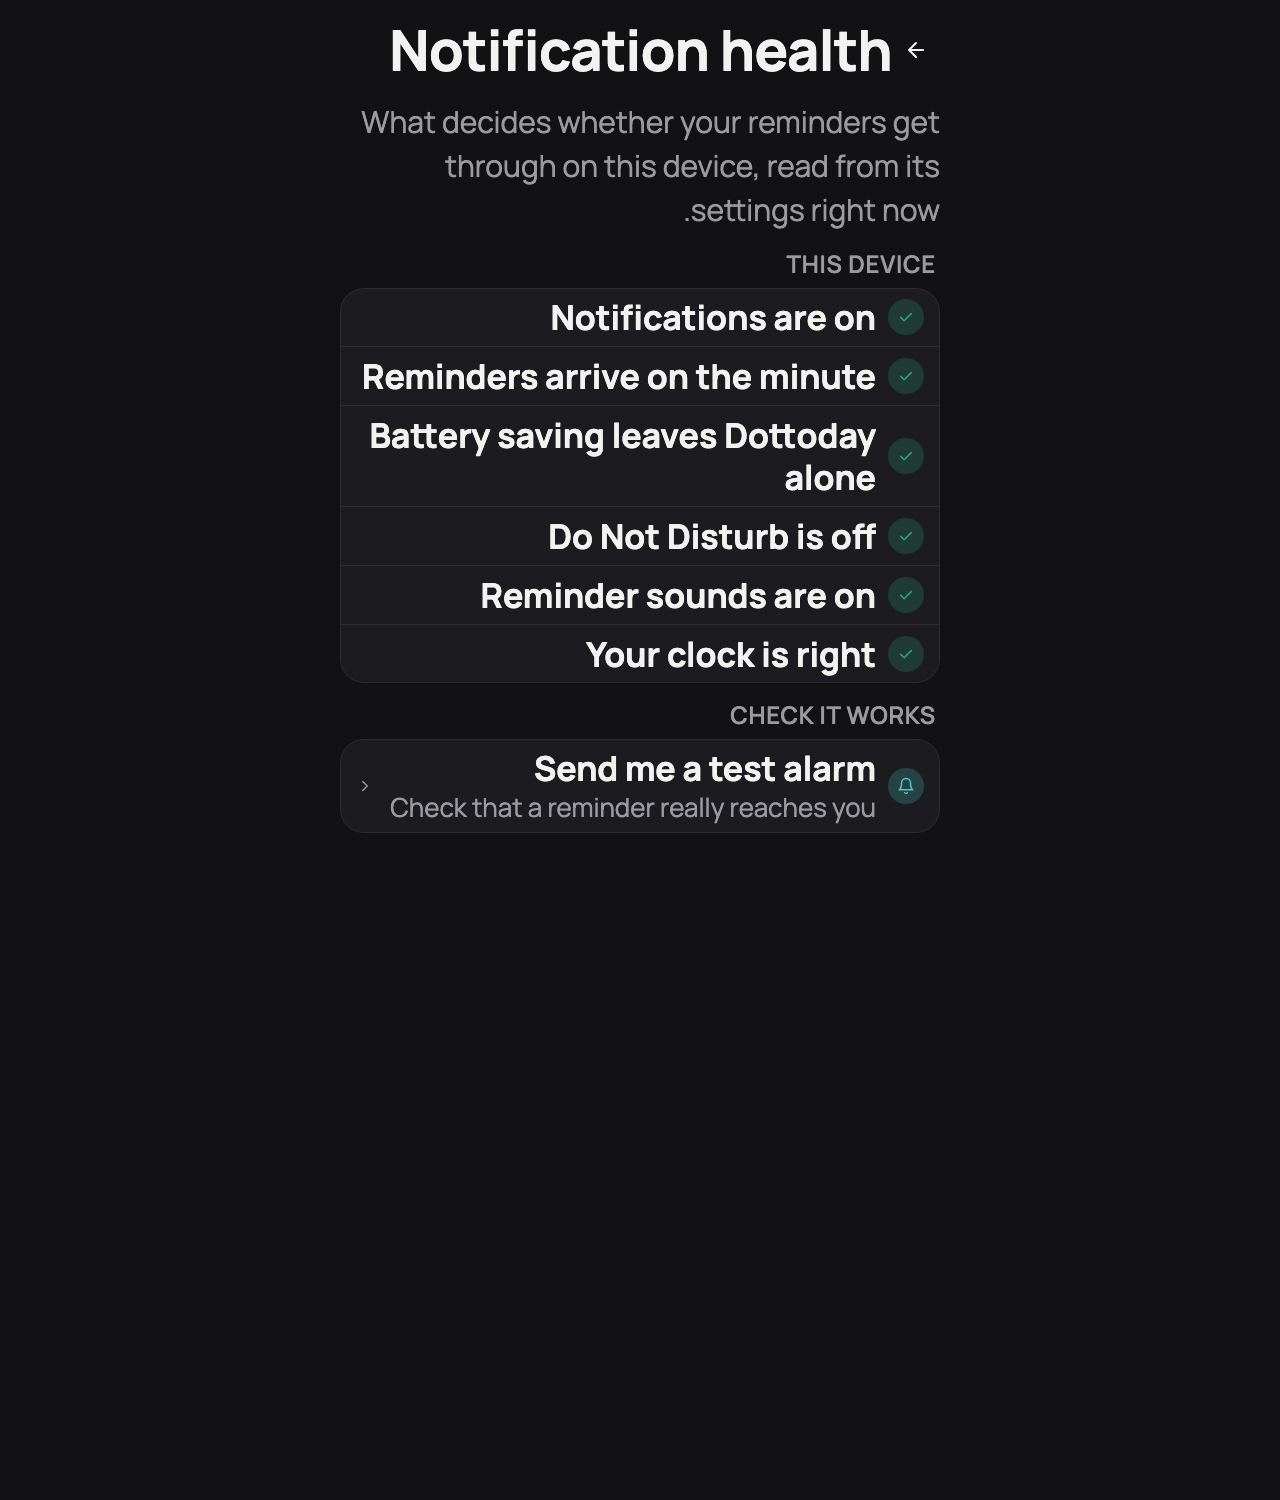 Notification health
What decides whether your reminders get
through on this device, read from its
.settings right now
THIS DEVICE
Notifications are on
Reminders arrive on the minute
Battery saving leaves Dottoday
alone
Do Not Disturb is off
Reminder sounds are on
Your clock is right
CHECK IT WORKS
Send me a test alarm
Check that a reminder really reaches you